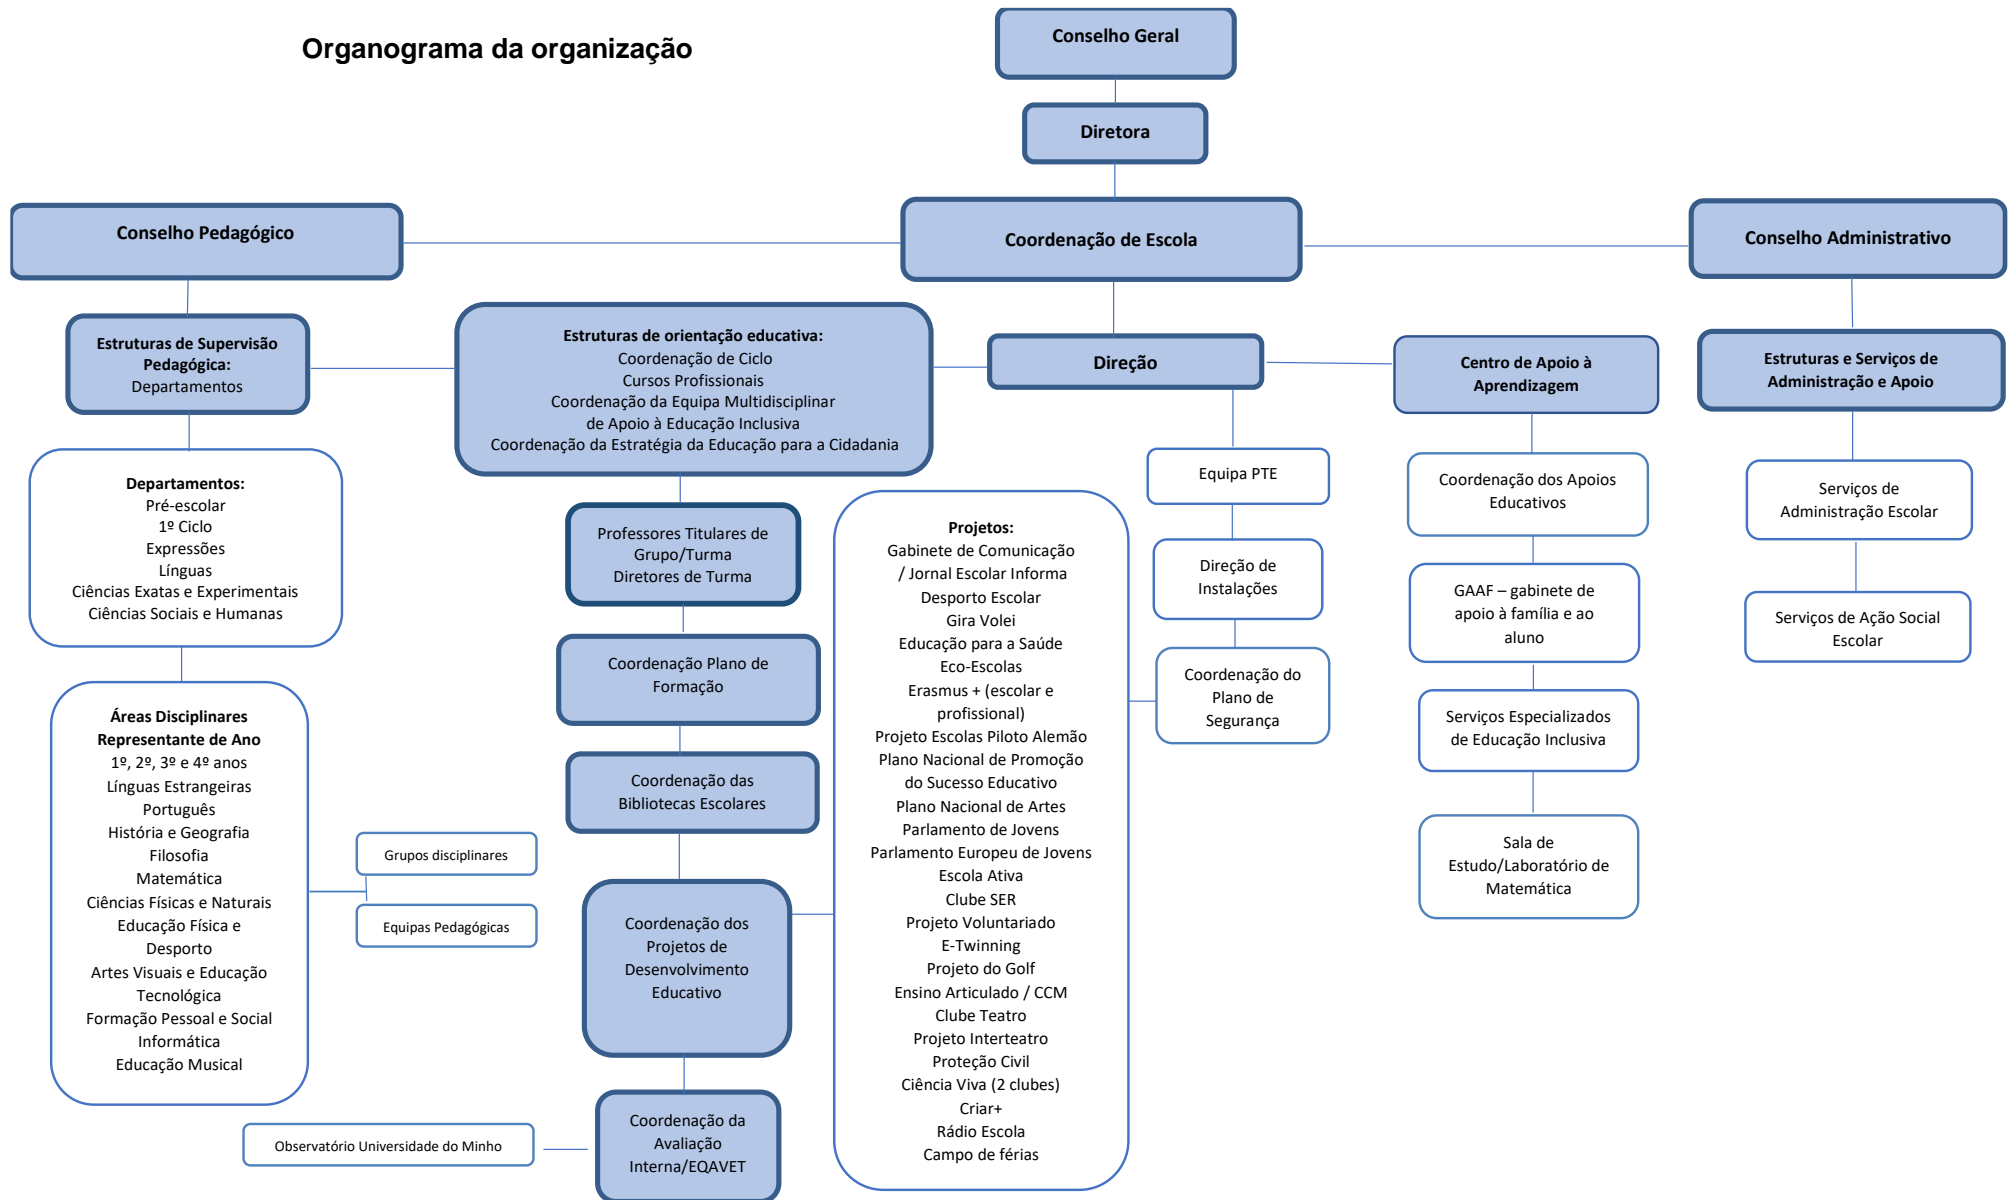 Organograma da organização
Conselho Geral
Diretora
Conselho Pedagógico
Coordenação de Escola
Conselho Administrativo
Estruturas de Supervisão
Pedagógica:
Departamentos
Estruturas de orientação educativa:
Coordenação de Ciclo
Cursos Profissionais
Coordenação da Equipa Multidisciplinar
de Apoio à Educação Inclusiva
Coordenação da Estratégia da Educação para a Cidadania
Direção
Centro de Apoio à
Aprendizagem
Estruturas e Serviços de
Administração e Apoio
Departamentos:
Pré-escolar
1º Ciclo
Expressões
Línguas
Ciências Exatas e Experimentais
Ciências Sociais e Humanas
Áreas Disciplinares
Representante de Ano
1º, 2º, 3º e 4º anos
Línguas Estrangeiras
Português
História e Geografia
Filosofia
Matemática
Ciências Físicas e Naturais
Educação Física e
Desporto
Artes Visuais e Educação
Tecnológica
Formação Pessoal e Social
Informática
Educação Musical
Grupos disciplinares
Equipas Pedagógicas
Professores Titulares de
Grupo/Turma
Diretores de Turma
Coordenação Plano de
Formação
Coordenação das
Bibliotecas Escolares
Coordenação dos
Projetos de
Desenvolvimento
Educativo
Coordenação da
Avaliação
Interna/EQAVET
Observatório Universidade do Minho
Projetos:
Gabinete de Comunicação
/ Jornal Escolar Informa
Desporto Escolar
Gira Volei
Educação para a Saúde
Eco-Escolas
Erasmus + (escolar e
profissional)
Projeto Escolas Piloto Alemão
Plano Nacional de Promoção
do Sucesso Educativo
Plano Nacional de Artes
Parlamento de Jovens
Parlamento Europeu de Jovens
Escola Ativa
Clube SER
Projeto Voluntariado
E-Twinning
Projeto do Golf
Ensino Articulado / CCM
Clube Teatro
Projeto Interteatro
Proteção Civil
Ciência Viva (2 clubes)
Criar+
Rádio Escola
Campo de férias
Equipa PTE
Direção de
Instalações
Coordenação do
Plano de
Segurança
Coordenação dos Apoios
Educativos
GAAF – gabinete de
apoio à família e ao
aluno
Serviços Especializados
de Educação Inclusiva
Sala de
Estudo/Laboratório de
Matemática
Serviços de
Administração Escolar
Serviços de Ação Social
Escolar